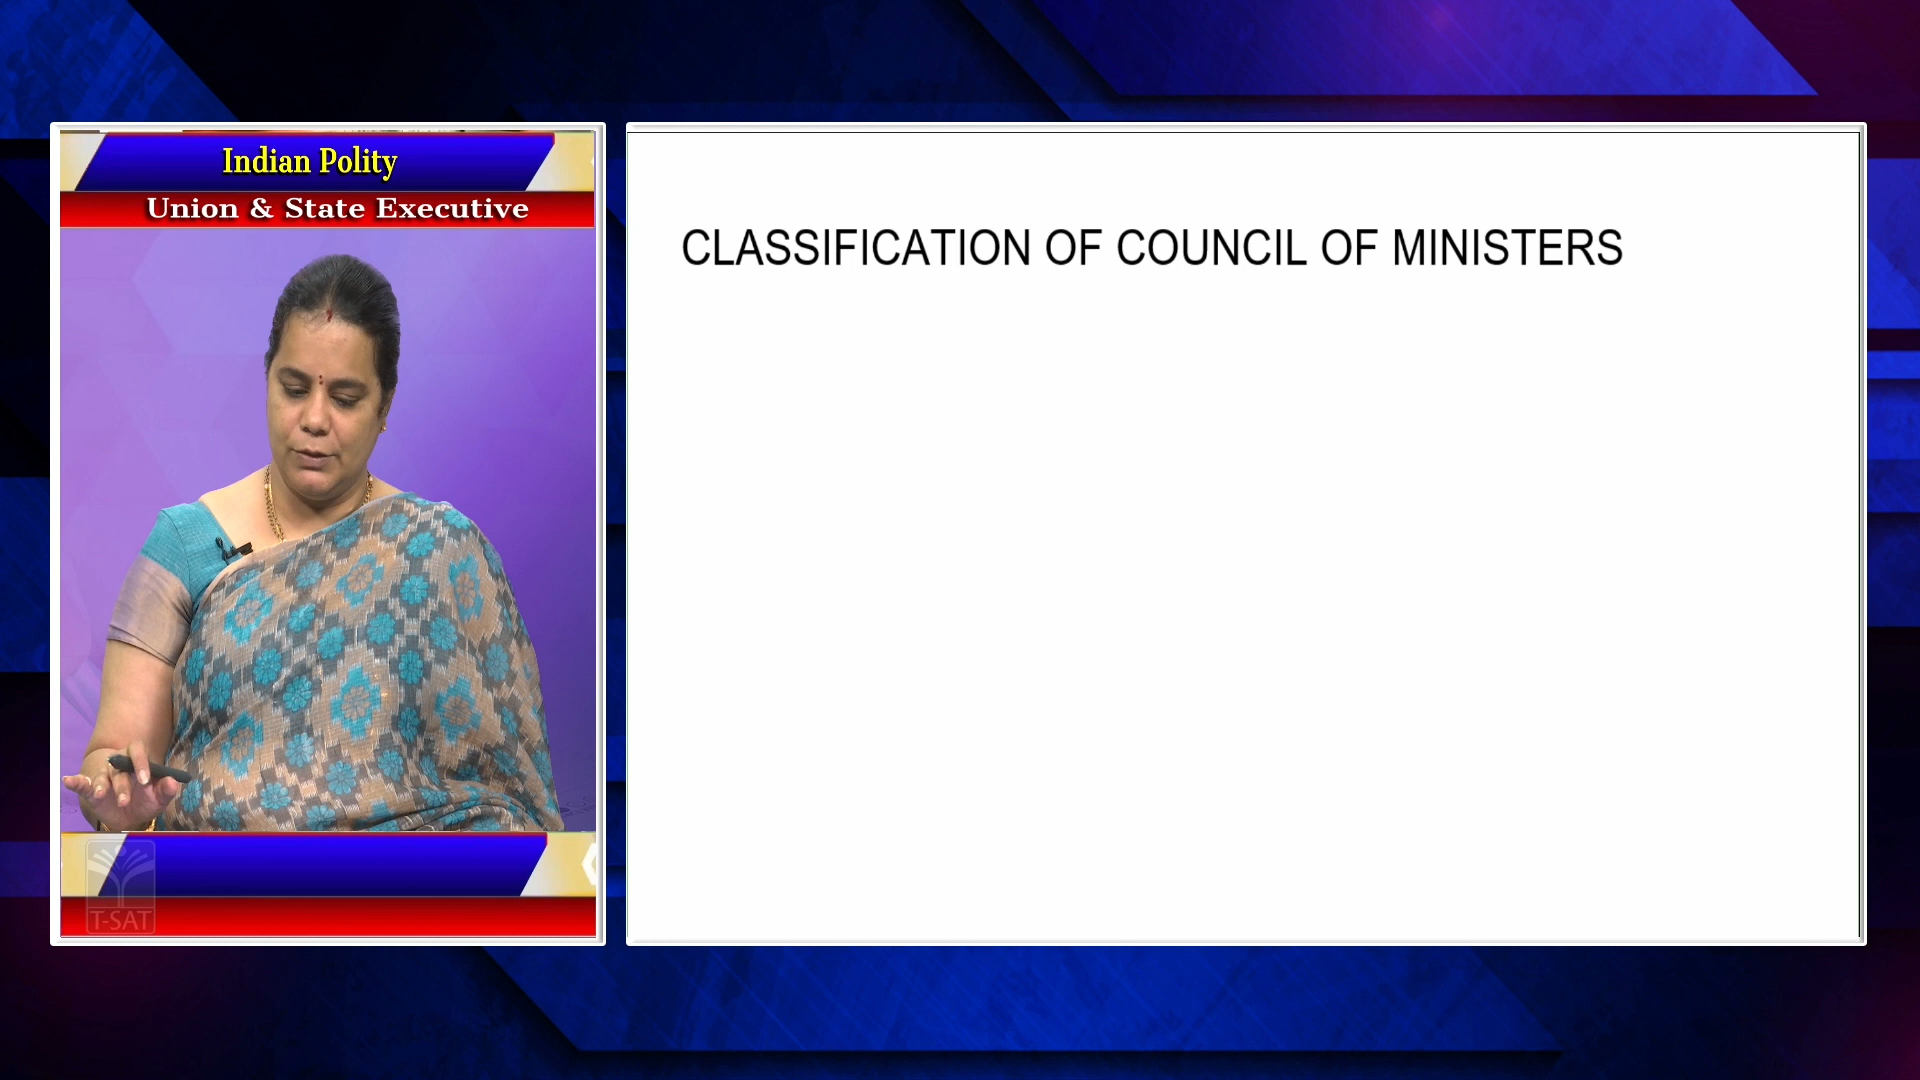 Indian Polity
Union & State Executive
CLASSIFICATION OF COUNCIL OF MINISTERS
T-SAT